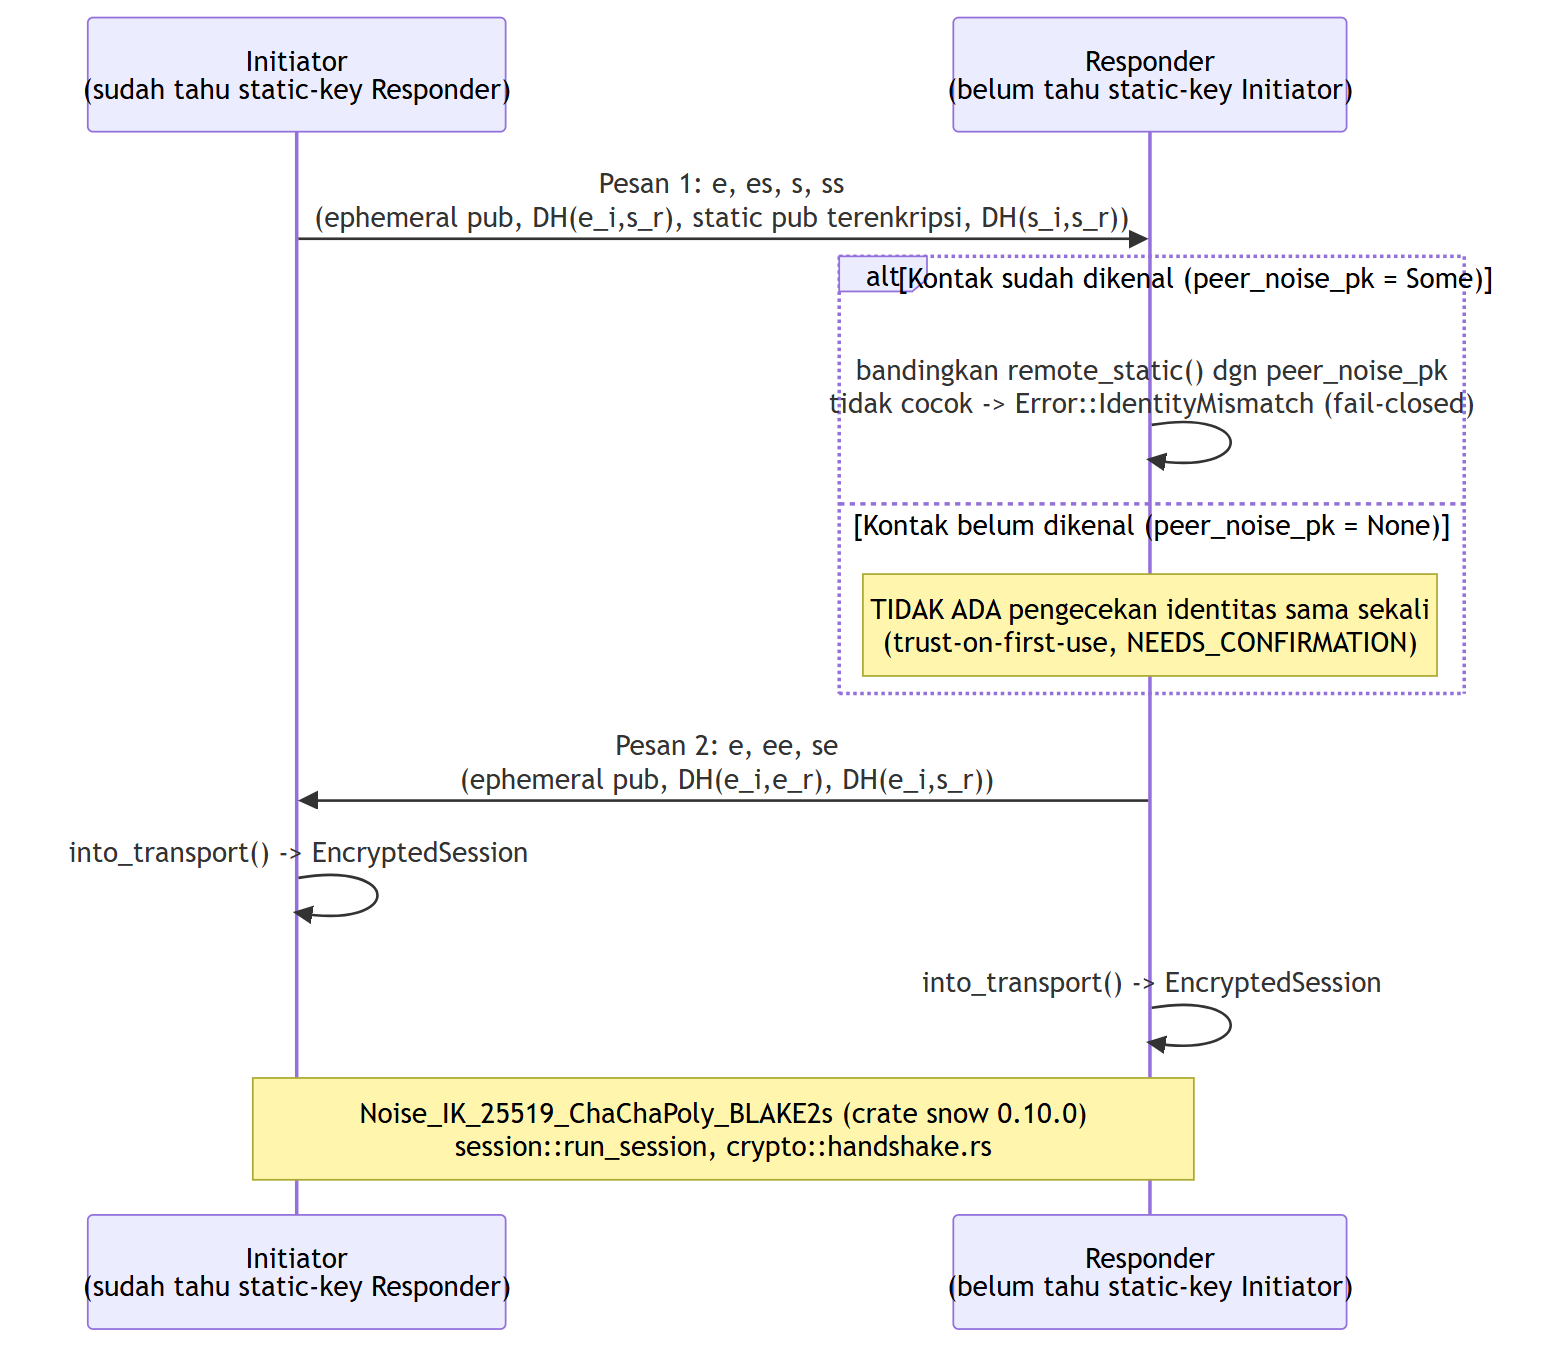 Initiator
(sudah tahu static-key Responder)
Responder
(belum tahu static-key Initiator)
Pesan 1: e, es, s, ss
(ephemeral pub, DH(e_i,s_r), static pub terenkripsi, DH(s_i,s_r))
alt
[Kontak sudah dikenal (peer_noise_pk = Some)]
bandingkan remote_static() dgn peer_noise_pk
tidak cocok -> Error::IdentityMismatch (fail-closed)
[Kontak belum dikenal (peer_noise_pk = None)]
TIDAK ADA pengecekan identitas sama sekali
(trust-on-first-use, NEEDS_CONFIRMATION)
Pesan 2: e, ee, se
(ephemeral pub, DH(e_i,e_r), DH(e_i,s_r))
into_transport() -> EncryptedSession
into_transport() -> EncryptedSession
Noise_IK_25519_ChaChaPoly_BLAKE2s (crate snow 0.10.0)
session::run_session, crypto::handshake.rs
Initiator
(sudah tahu static-key Responder)
Responder
(belum tahu static-key Initiator)